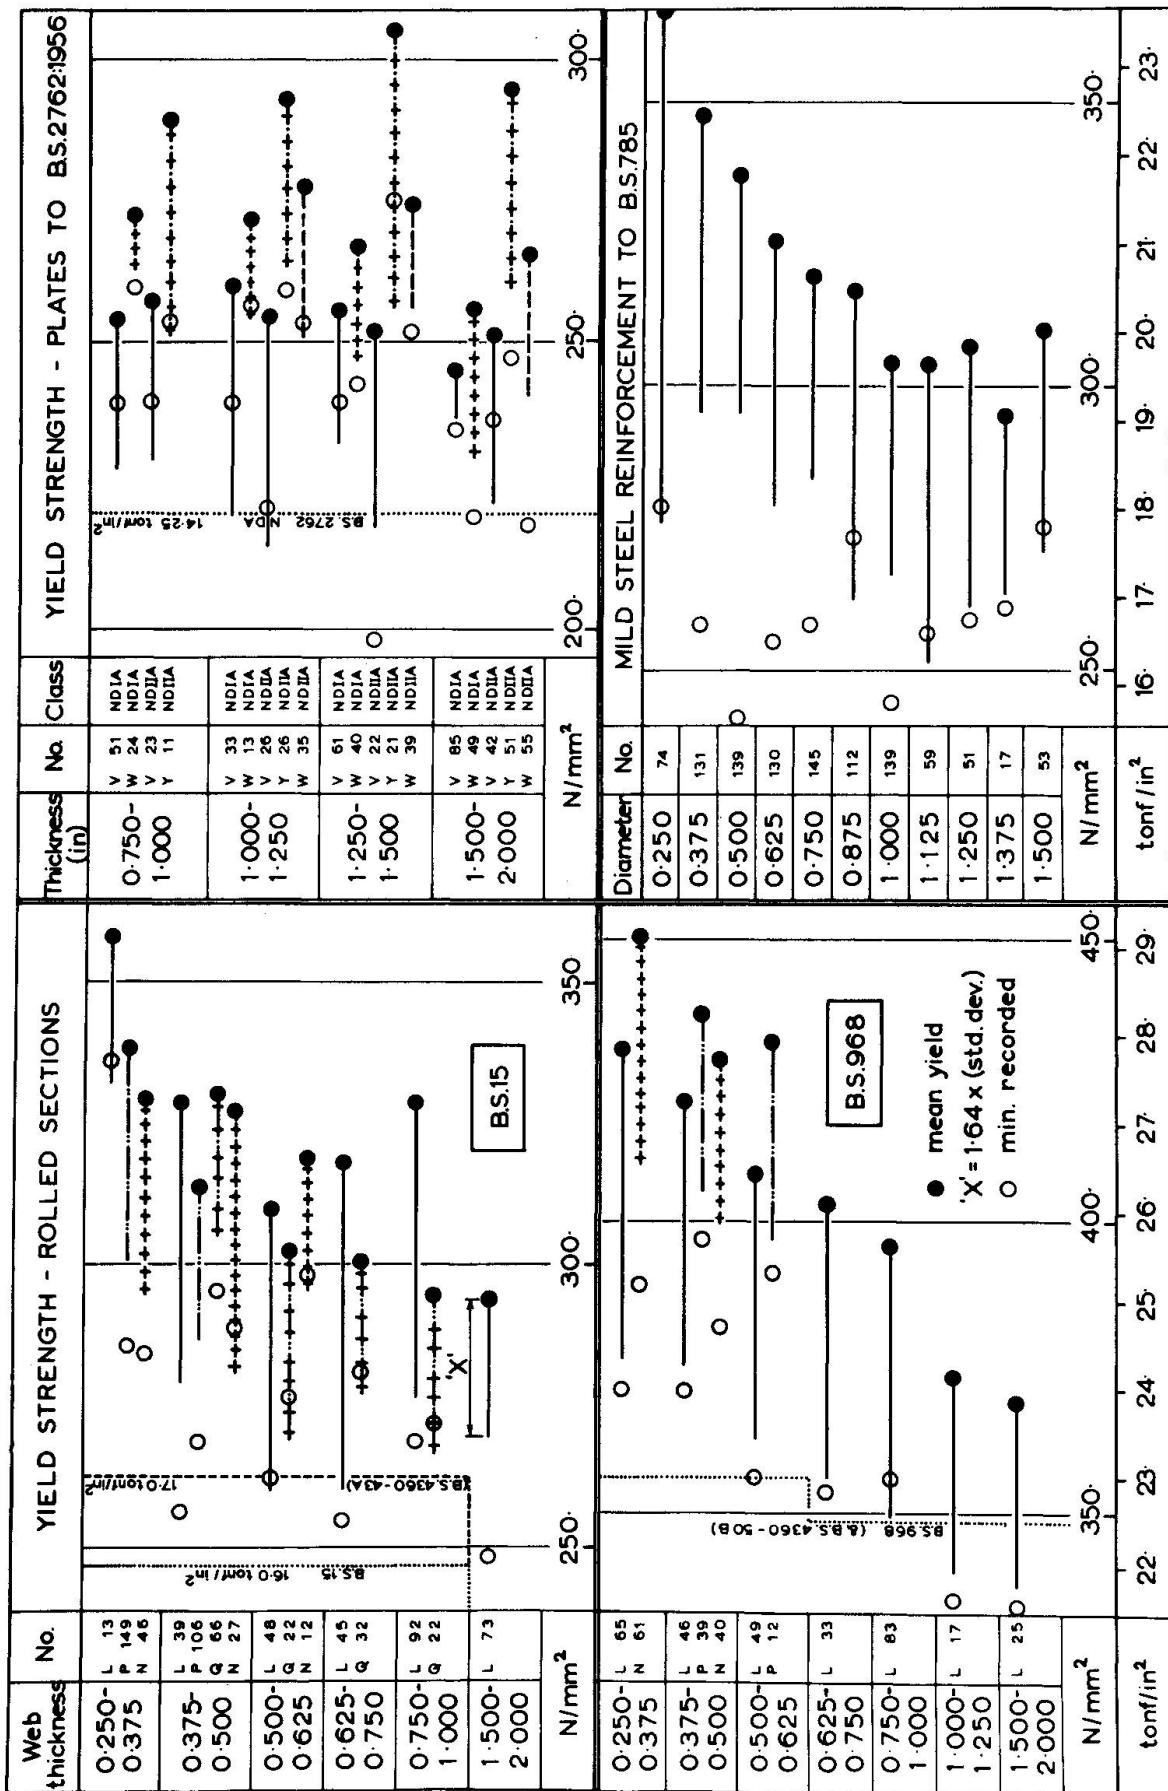 Web
thickness
No.
YIELD STRENGTH - ROLLED SECTIONS
0·250-
0·375
L 13
P 149
N 46
0·375-
0·500
L 39
P 106
Q 66
N 27
0·500-
0·625
L 48
Q 22
N 12
0·625-
0·750
L 45
Q 32
0·750-
1·000
L 92
Q 22
1·500-
2·000
L 73
17·0 tonf/in²
(B.S.4360-43A)
16·0 tonf/in²
B.S.15
'X'
B.S.15
N/mm²
250·
300·
350·
Thickness
(in)
No.
Class
YIELD STRENGTH - PLATES TO B.S.2762:1956
0·750-
1·000
V 51 NDIA
W 24 NDIA
V 23 NDIIA
Y 11 NDIIA
1·000-
1·250
V 33 NDIA
W 13 NDIA
V 26 NDIIA
Y 26 NDIIA
W 35 NDIIA
1·250-
1·500
V 61 NDIA
W 40 NDIA
V 22 NDIIA
Y 21 NDIIA
W 39 NDIIA
1·500-
2·000
V 85 NDIA
W 49 NDIA
V 42 NDIIA
Y 51 NDIIA
W 55 NDIIA
14·25 tonf/in²
B.S.2762 NDA
N/mm²
200·
250·
300·
0·250-
0·375
L 65
N 61
0·375-
0·500
L 46
P 39
N 40
0·500-
0·625
L 49
P 12
0·625-
0·750
L 33
0·750-
1·000
L 83
1·000-
1·250
L 17
1·500-
2·000
L 25
B.S.968
(& B.S.4360-50B)
B.S.968
mean yield
'X' = 1·64 x (std. dev.)
min. recorded
N/mm²
350·
400·
450·
tonf/in²
22·
23·
24·
25·
26·
27·
28·
29·
Diameter
No.
MILD STEEL REINFORCEMENT TO B.S.785
0·250 74
0·375 131
0·500 139
0·625 130
0·750 145
0·875 112
1·000 139
1·125 59
1·250 51
1·375 17
1·500 53
N/mm²
250·
300·
350·
tonf/in²
16·
17·
18·
19·
20·
21·
22·
23·